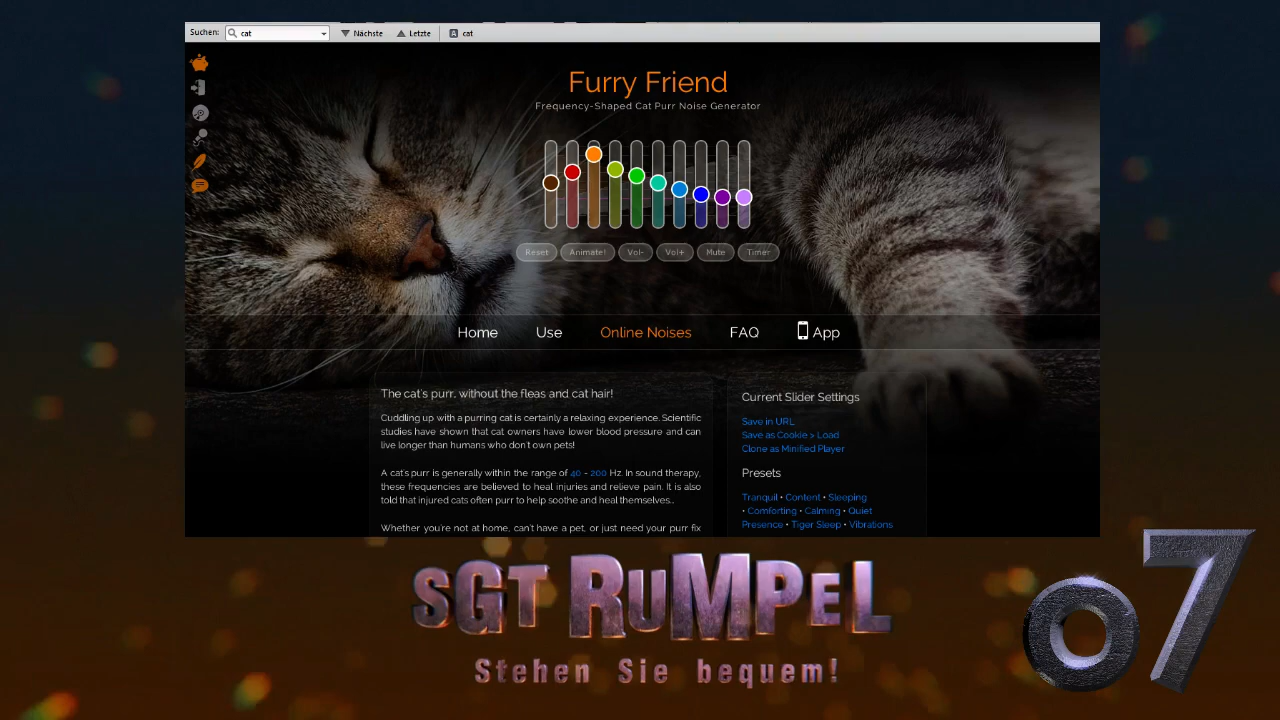 Suchen: cat Nächste Letzte A cat
Furry Friend
Frequency-Shaped Cat Purr Noise Generator
Reset Animate! Vol- Vol+ Mute Timer
Home Use Online Noises FAQ App
The cat's purr, without the fleas and cat hair!
Cuddling up with a purring cat is certainly a relaxing experience. Scientific
studies have shown that cat owners have lower blood pressure and can
live longer than humans who don't own pets!
A cat's purr is generally within the range of 40 - 200 Hz. In sound therapy,
these frequencies are believed to heal injuries and relieve pain. It is also
told that injured cats often purr to help soothe and heal themselves...
Whether you're not at home, can't have a pet, or just need your purr fix
Current Slider Settings
Save in URL
Save as Cookie > Load
Clone as Minified Player
Presets
Tranquil • Content • Sleeping
• Comforting • Calming • Quiet
Presence • Tiger Sleep • Vibrations
SGT RuMPeL
Stehen Sie bequem!
o7